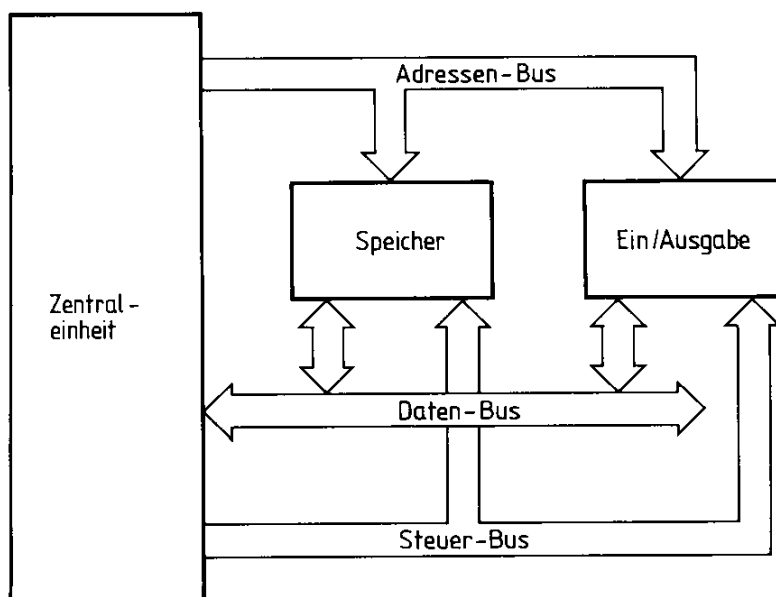 Adressen-Bus
Speicher
Ein/Ausgabe
Zentral-
einheit
Daten-Bus
Steuer-Bus